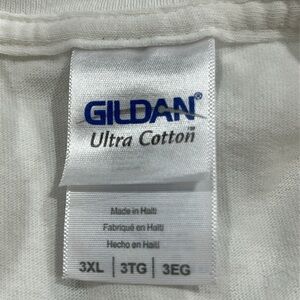 GILDAN®
Ultra Cotton™
Made in Haiti
Fabriqué en Haïti
Hecho en Haití
3XL | 3TG | 3EG